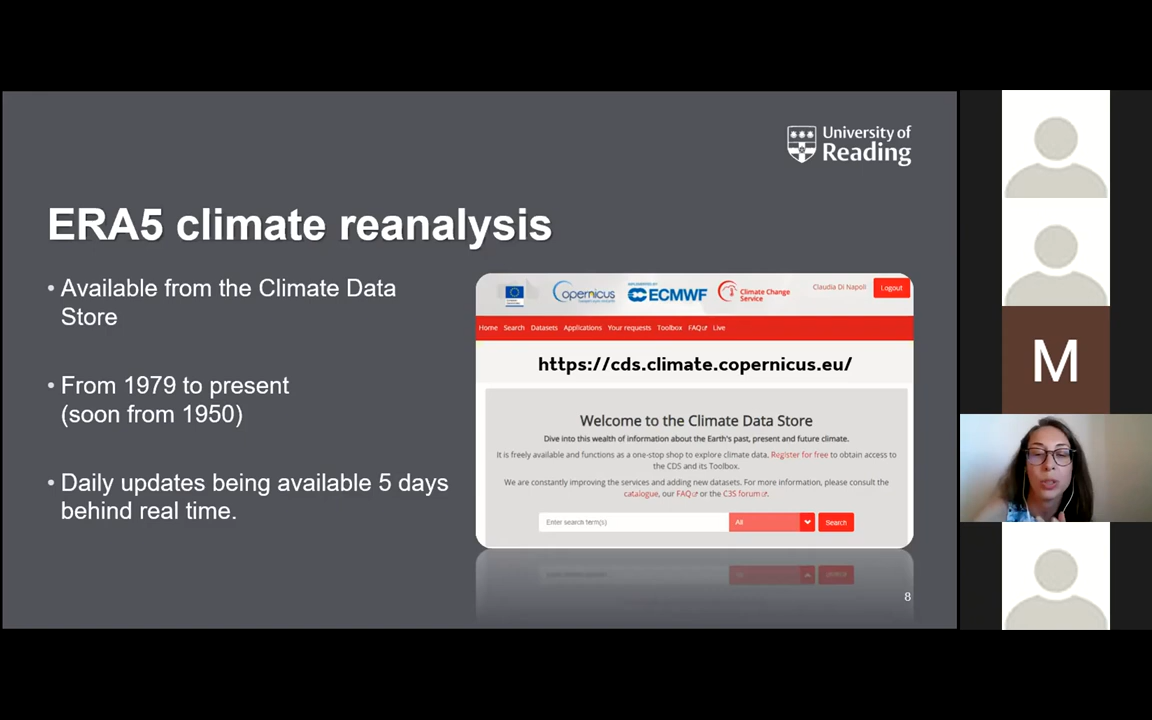 University of
Reading
ERA5 climate reanalysis
• Available from the Climate Data
Store
• From 1979 to present
(soon from 1950)
• Daily updates being available 5 days
behind real time.
Copernicus
ECMWF
Climate Change
Service
Claudia Di Napoli
Logout
Home Search Datasets Applications Your requests Toolbox FAQ Live
https://cds.climate.copernicus.eu/
Welcome to the Climate Data Store
Dive into this wealth of information about the Earth's past, present and future climate.
It is freely available and functions as a one-stop shop to explore climate data. Register for free to obtain access to
the CDS and its Toolbox.
We are constantly improving the services and adding new datasets. For more information, please consult the
catalogue, our FAQ or the C3S forum.
Enter search term(s)
All
Search
8
M